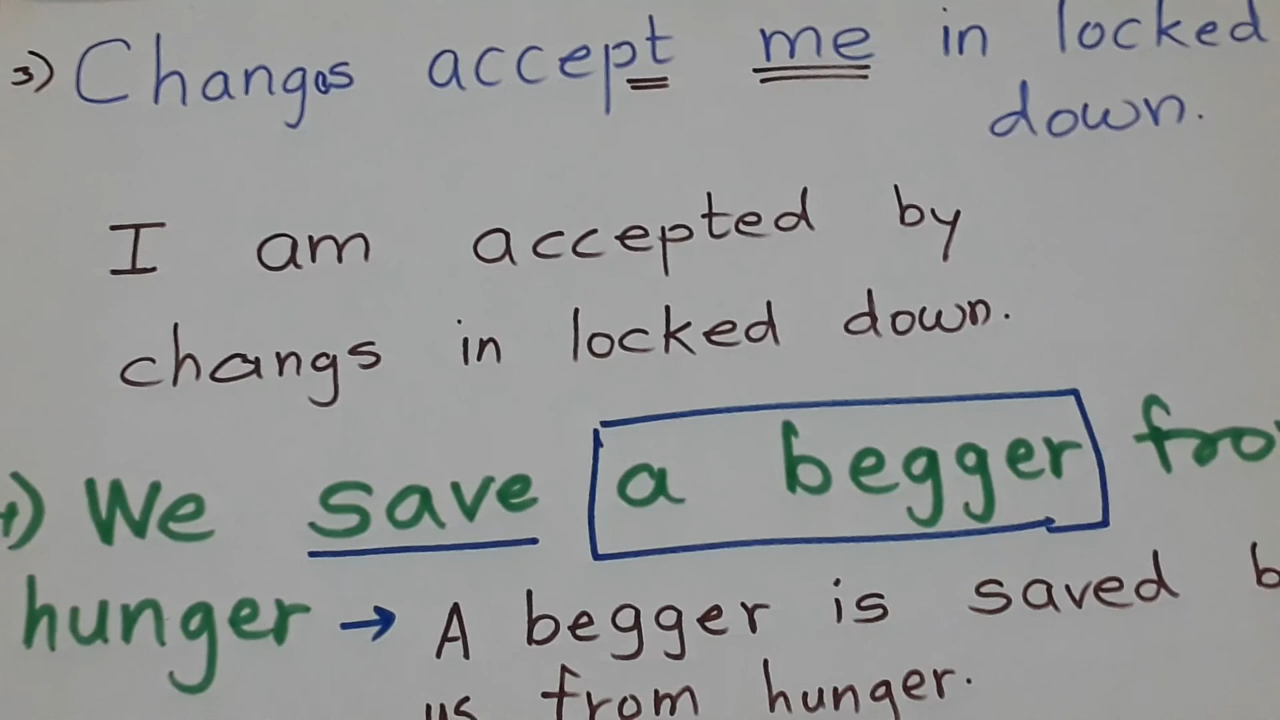 3) Changes accept me in locked
down.
I am accepted by
changs in locked down.
4) We save a begger fro
hunger → A begger is saved b
us from hunger.